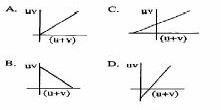 A. uv C. uv
(u+v) (u+v)
B. uv D. uv
(u+v) (u+v)